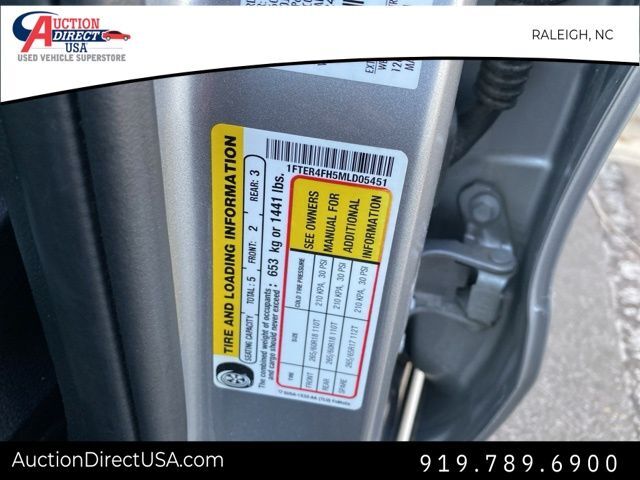 AUCTION
DIRECT
USA
USED VEHICLE SUPERSTORE
RALEIGH, NC
1FTER4FH5MLD05451
TIRE AND LOADING INFORMATION
SEATING CAPACITY TOTAL: 5 FRONT: 2 REAR: 3
The combined weight of occupants
and cargo should never exceed: 653 kg or 1441 lbs.
TIRE SIZE COLD TIRE PRESSURE
FRONT 265/60R18 110T 210 KPA, 30 PSI
REAR 265/60R18 110T 210 KPA, 30 PSI
SPARE 265/65R17 112T 210 KPA, 30 PSI
SEE OWNERS
MANUAL FOR
ADDITIONAL
INFORMATION
AuctionDirectUSA.com
919.789.6900